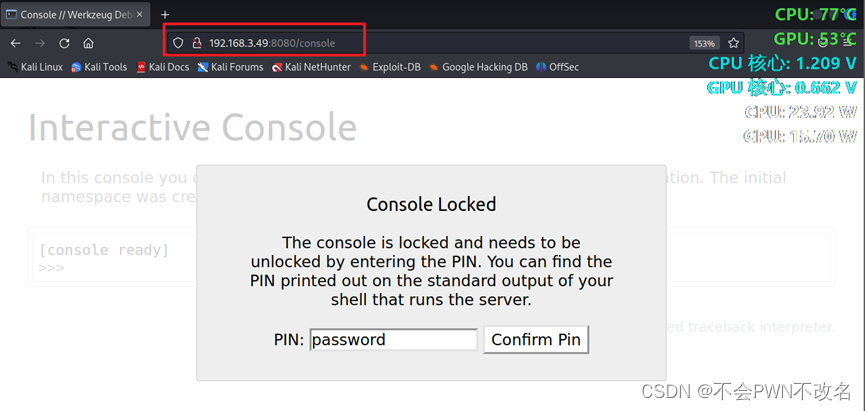 Console // Werkzeug Deb
CPU: 77℃
GPU: 53℃
192.168.3.49:8080/console
153%
CPU 核心: 1.209 V
Kali Linux Kali Tools Kali Docs Kali Forums Kali NetHunter Exploit-DB Google Hacking DB OffSec
GPU 核心: 0.662 V
CPU: 23.92 W
GPU: 15.70 W
Interactive Console
In this console you c
ation. The initial
namespace was cre
Console Locked
[console ready]
>>>
The console is locked and needs to be
unlocked by entering the PIN. You can find the
PIN printed out on the standard output of your
shell that runs the server.
ed traceback interpreter.
PIN: password Confirm Pin
CSDN @不会PWN不改名